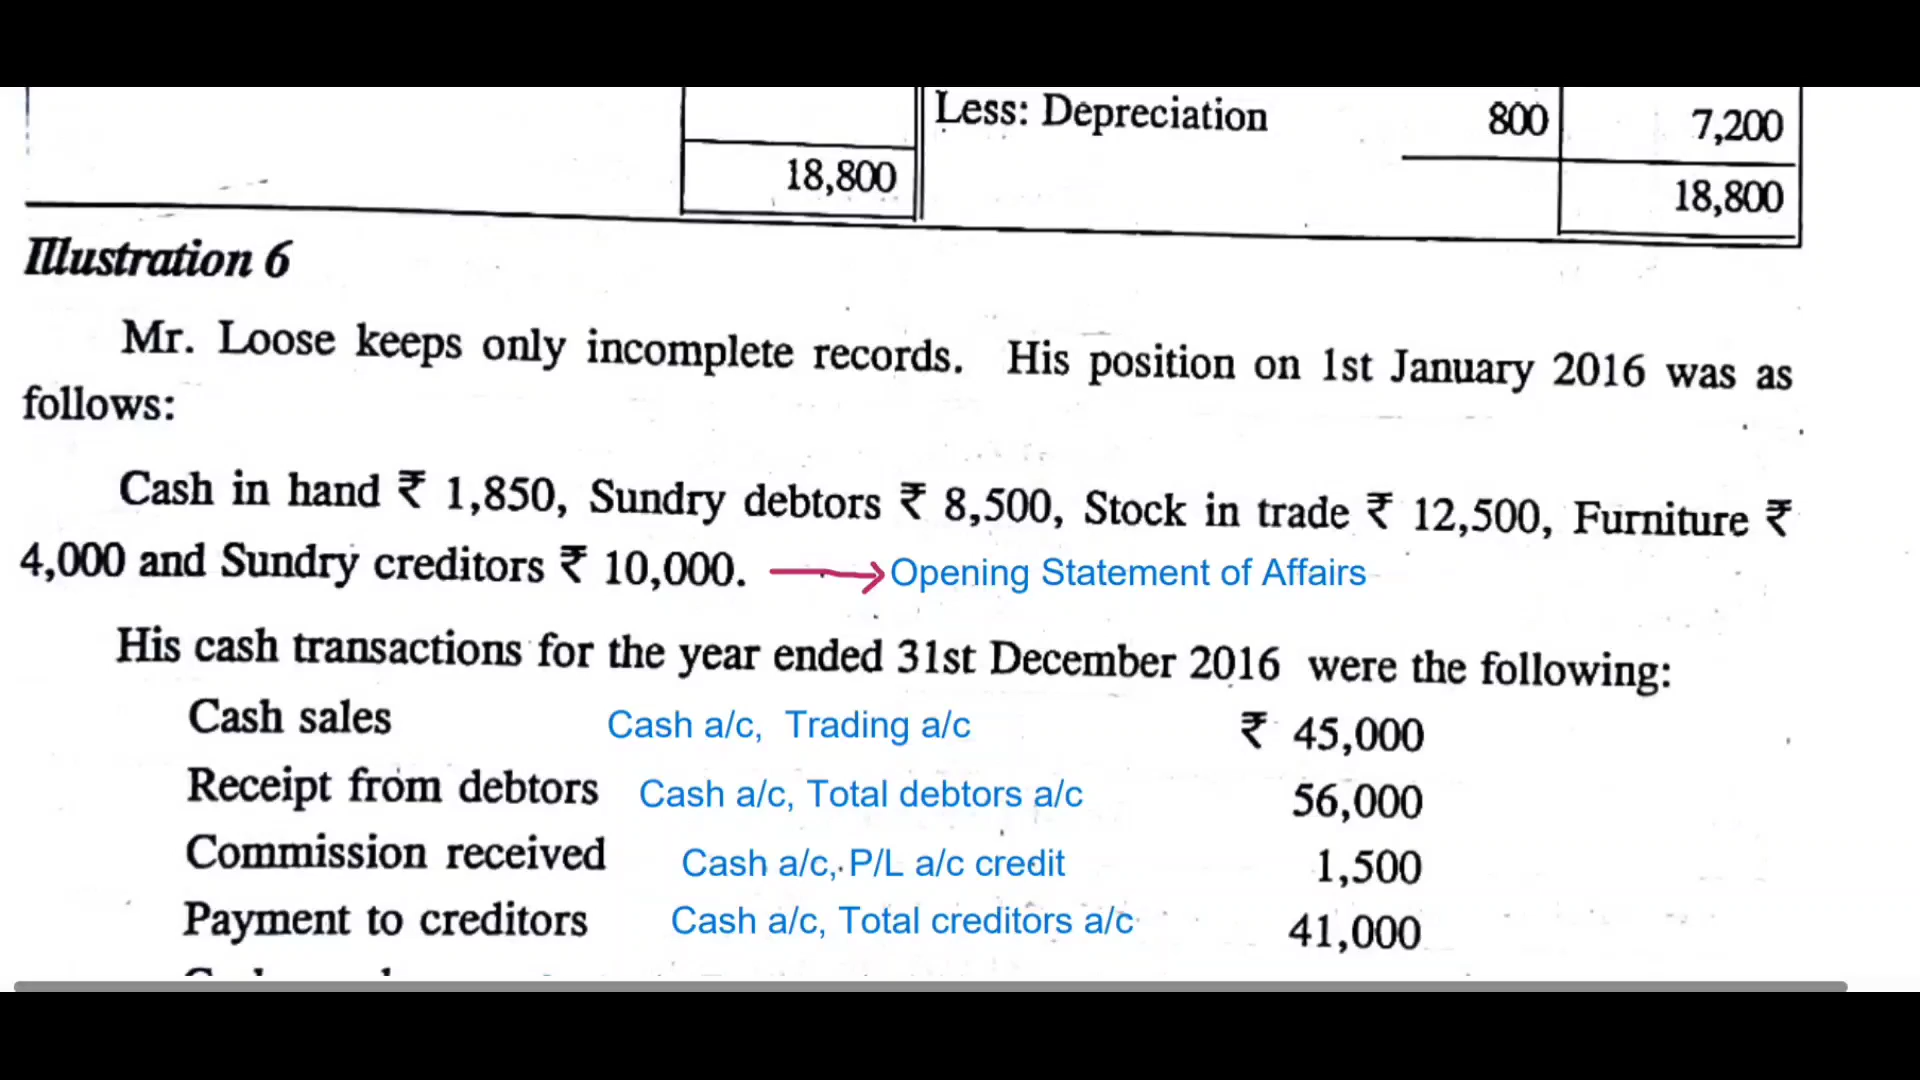 Less: Depreciation 800 7,200
18,800 18,800
Illustration 6
Mr. Loose keeps only incomplete records. His position on 1st January 2016 was as
follows:
Cash in hand ₹ 1,850, Sundry debtors ₹ 8,500, Stock in trade ₹ 12,500, Furniture ₹
4,000 and Sundry creditors ₹ 10,000. Opening Statement of Affairs
His cash transactions for the year ended 31st December 2016 were the following:
Cash sales Cash a/c, Trading a/c ₹ 45,000
Receipt from debtors Cash a/c, Total debtors a/c 56,000
Commission received Cash a/c, P/L a/c credit 1,500
Payment to creditors Cash a/c, Total creditors a/c 41,000